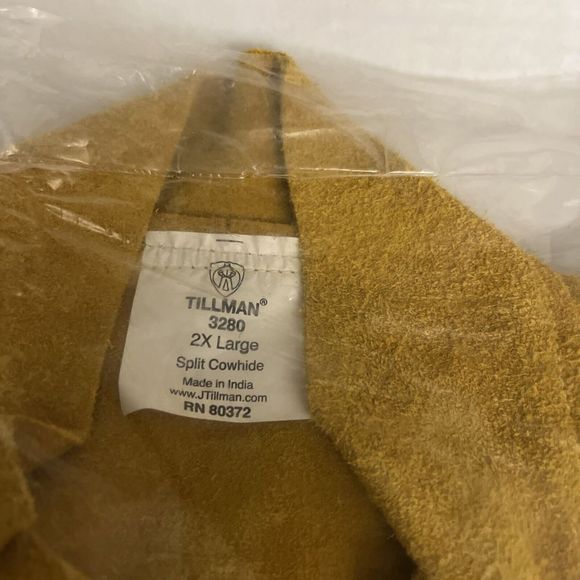 TILLMAN®
3280
2X Large
Split Cowhide
Made in India
www.JTillman.com
RN 80372